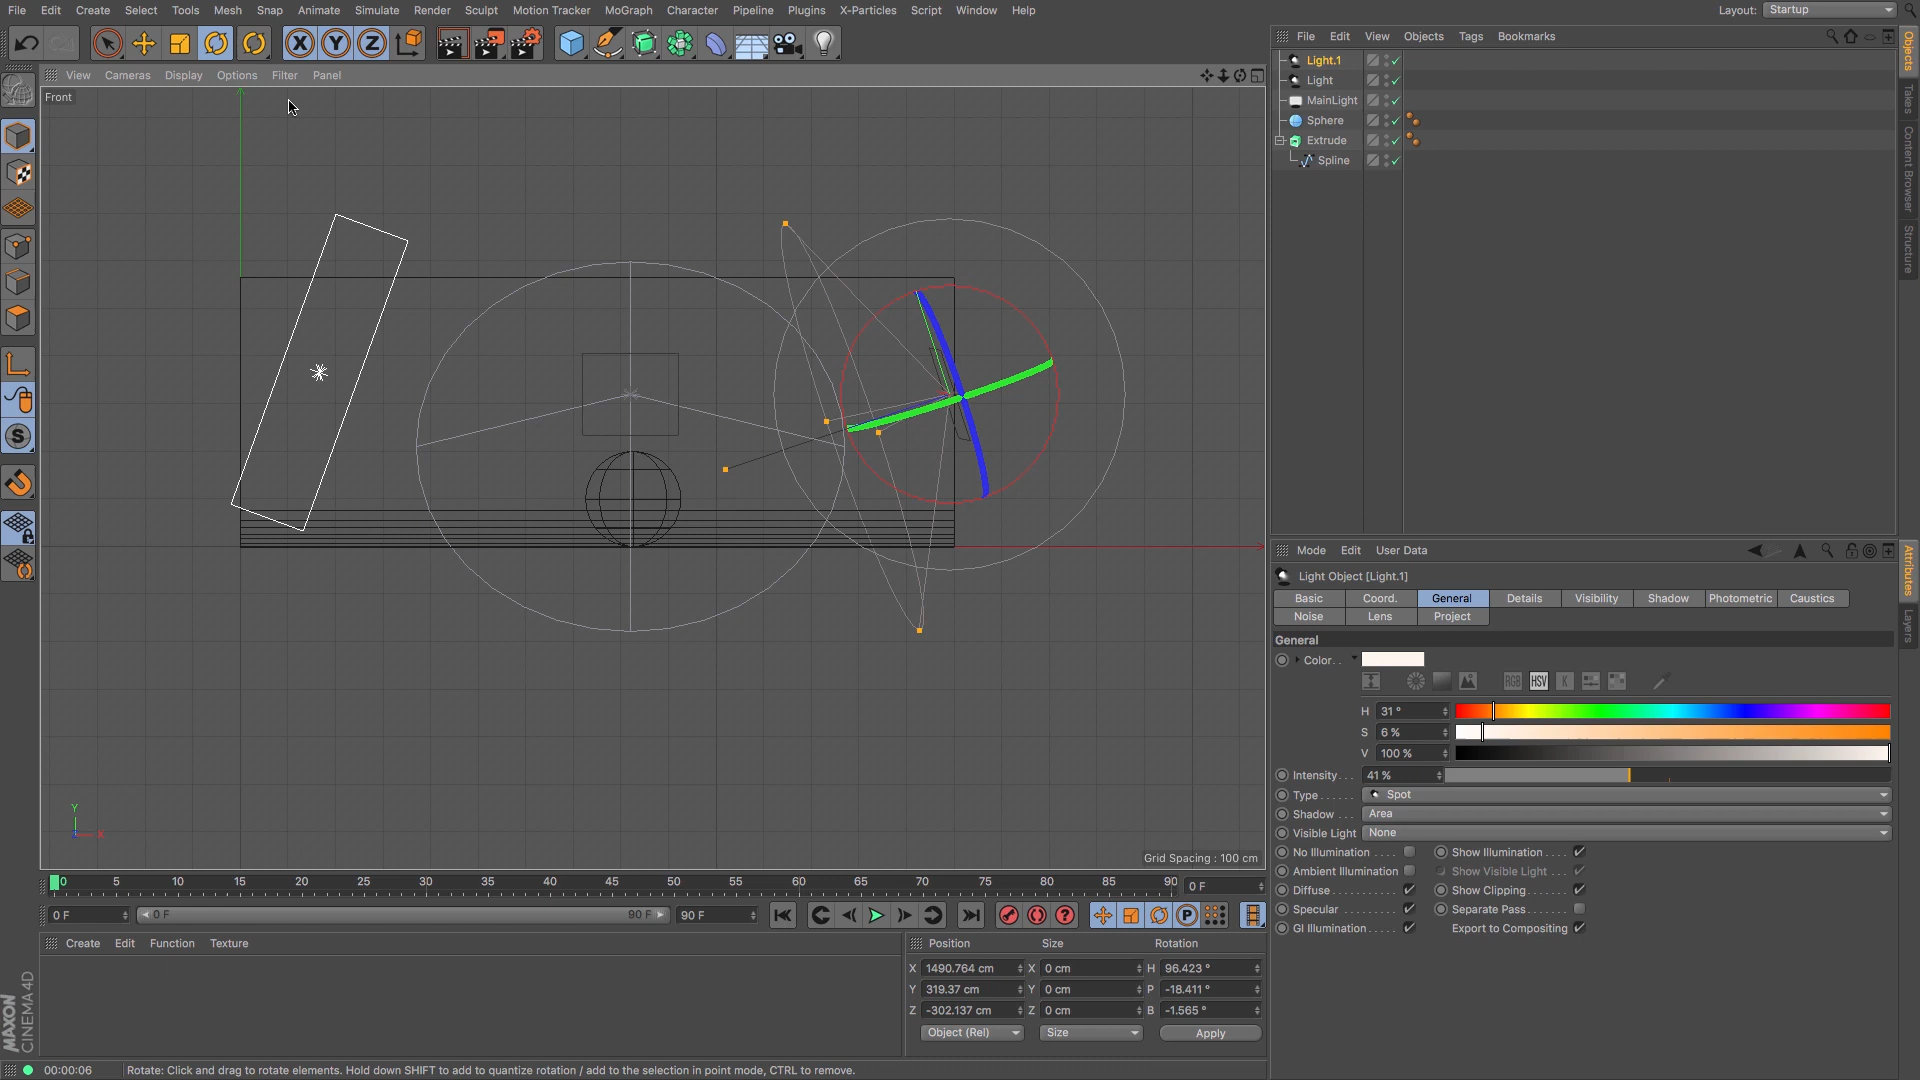 File Edit Create Select Tools Mesh Snap Animate Simulate Render Sculpt Motion Tracker MoGraph Character Pipeline Plugins X-Particles Script Window Help Layout: Startup
File Edit View Objects Tags Bookmarks
View Cameras Display Options Filter Panel
Front
Light.1
Light
MainLight
Sphere
Extrude
Spline
Objects
Takes
Content Browser
Structure
Attributes
Layers
Mode Edit User Data
Light Object [Light.1]
Basic Coord. General Details Visibility Shadow Photometric Caustics
Noise Lens Project
General
Color. .
RGB HSV K
H 31 °
S 6 %
V 100 %
Intensity. . . 41 %
Type . . . . . . Spot
Shadow . . . Area
Visible Light None
No Illumination . . . . Show Illumination . . . .
Ambient Illumination Show Visible Light . . .
Diffuse. . . . . . . . . . . Show Clipping. . . . . . .
Specular . . . . . . . . . Separate Pass. . . . . . .
GI Illumination . . . . . Export to Compositing
Y
X
Grid Spacing : 100 cm
0 5 10 15 20 25 30 35 40 45 50 55 60 65 70 75 80 85 90 0 F
0 F 0 F 90 F 90 F
P
Create Edit Function Texture
Position Size Rotation
X 1490.764 cm X 0 cm H 96.423 °
Y 319.37 cm Y 0 cm P -18.411 °
Z -302.137 cm Z 0 cm B -1.565 °
Object (Rel) Size Apply
MAXON
CINEMA 4D
00:00:06 Rotate: Click and drag to rotate elements. Hold down SHIFT to add to quantize rotation / add to the selection in point mode, CTRL to remove.